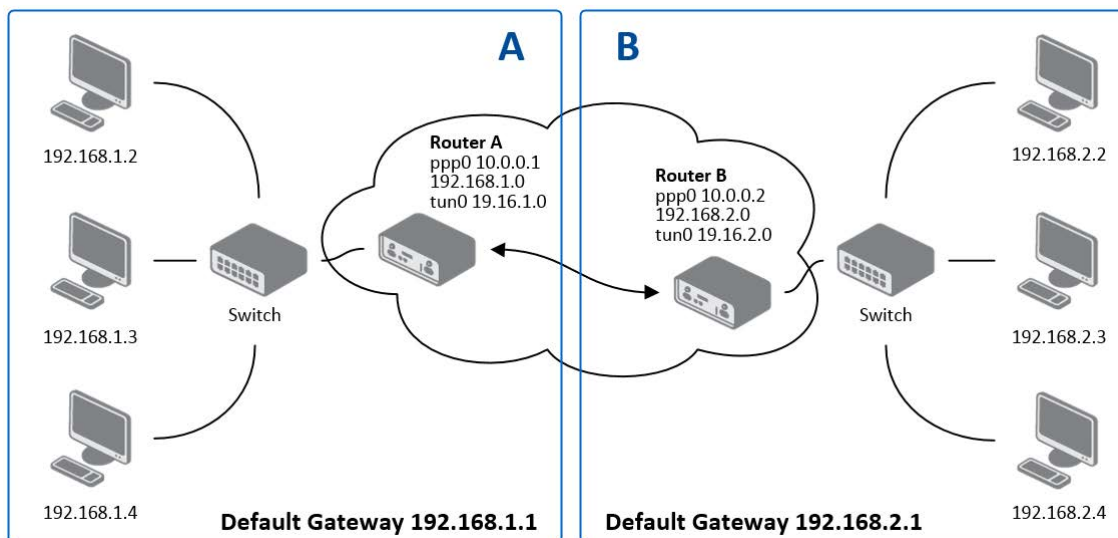 A
192.168.1.2
192.168.1.3
192.168.1.4
Switch
Router A
ppp0 10.0.0.1
192.168.1.0
tun0 19.16.1.0
Default Gateway 192.168.1.1
B
Router B
ppp0 10.0.0.2
192.168.2.0
tun0 19.16.2.0
Switch
192.168.2.2
192.168.2.3
192.168.2.4
Default Gateway 192.168.2.1